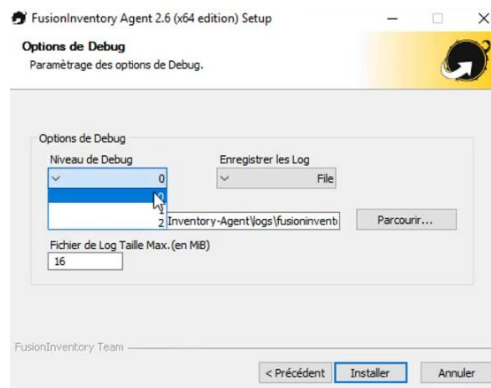 FusionInventory Agent 2.6 (x64 edition) Setup
Options de Debug
Paramètrage des options de Debug.
Options de Debug
Niveau de Debug
Enregistrer les Log
0
File
0
1
2
Inventory-Agent\logs\fusioninvent
Parcourir...
Fichier de Log Taille Max.(en MiB)
16
FusionInventory Team
< Précédent
Installer
Annuler